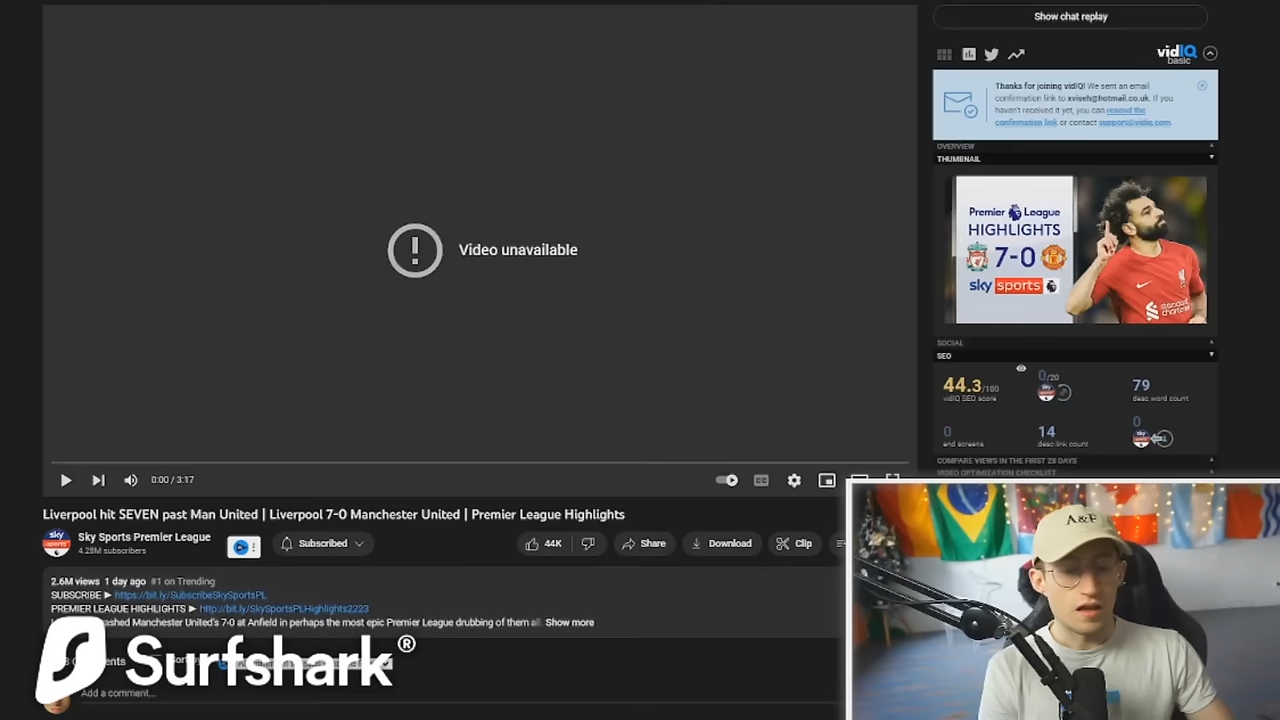 Show chat replay
vidIQ
basic
Thanks for joining vidIQ! We sent an email
confirmation link to xviseh@hotmail.co.uk. If you
haven't received it yet, you can resend the
confirmation link or contact support@vidiq.com.
OVERVIEW
THUMBNAIL
Premier League
HIGHLIGHTS
7-0
sky sports
Standard
Chartered
SOCIAL
SEO
44.3/100
vidIQ SEO score
0/20
79
desc word count
0
end screens
14
desc link count
0
COMPARE VIEWS IN THE FIRST 28 DAYS
VIDEO OPTIMIZATION CHECKLIST
Video unavailable
0:00 / 3:17
Liverpool hit SEVEN past Man United | Liverpool 7-0 Manchester United | Premier League Highlights
Sky Sports Premier League
4.28M subscribers
Subscribed
44K
Share
Download
Clip
2.6M views 1 day ago #1 on Trending
SUBSCRIBE ► https://bit.ly/SubscribeSkySportsPL
PREMIER LEAGUE HIGHLIGHTS ► http://bit.ly/SkySportsPLHighlights2223
Manchester United's 7-0 at Anfield in perhaps the most epic Premier League drubbing of them al Show more
Surfshark®
Add a comment...
A&F